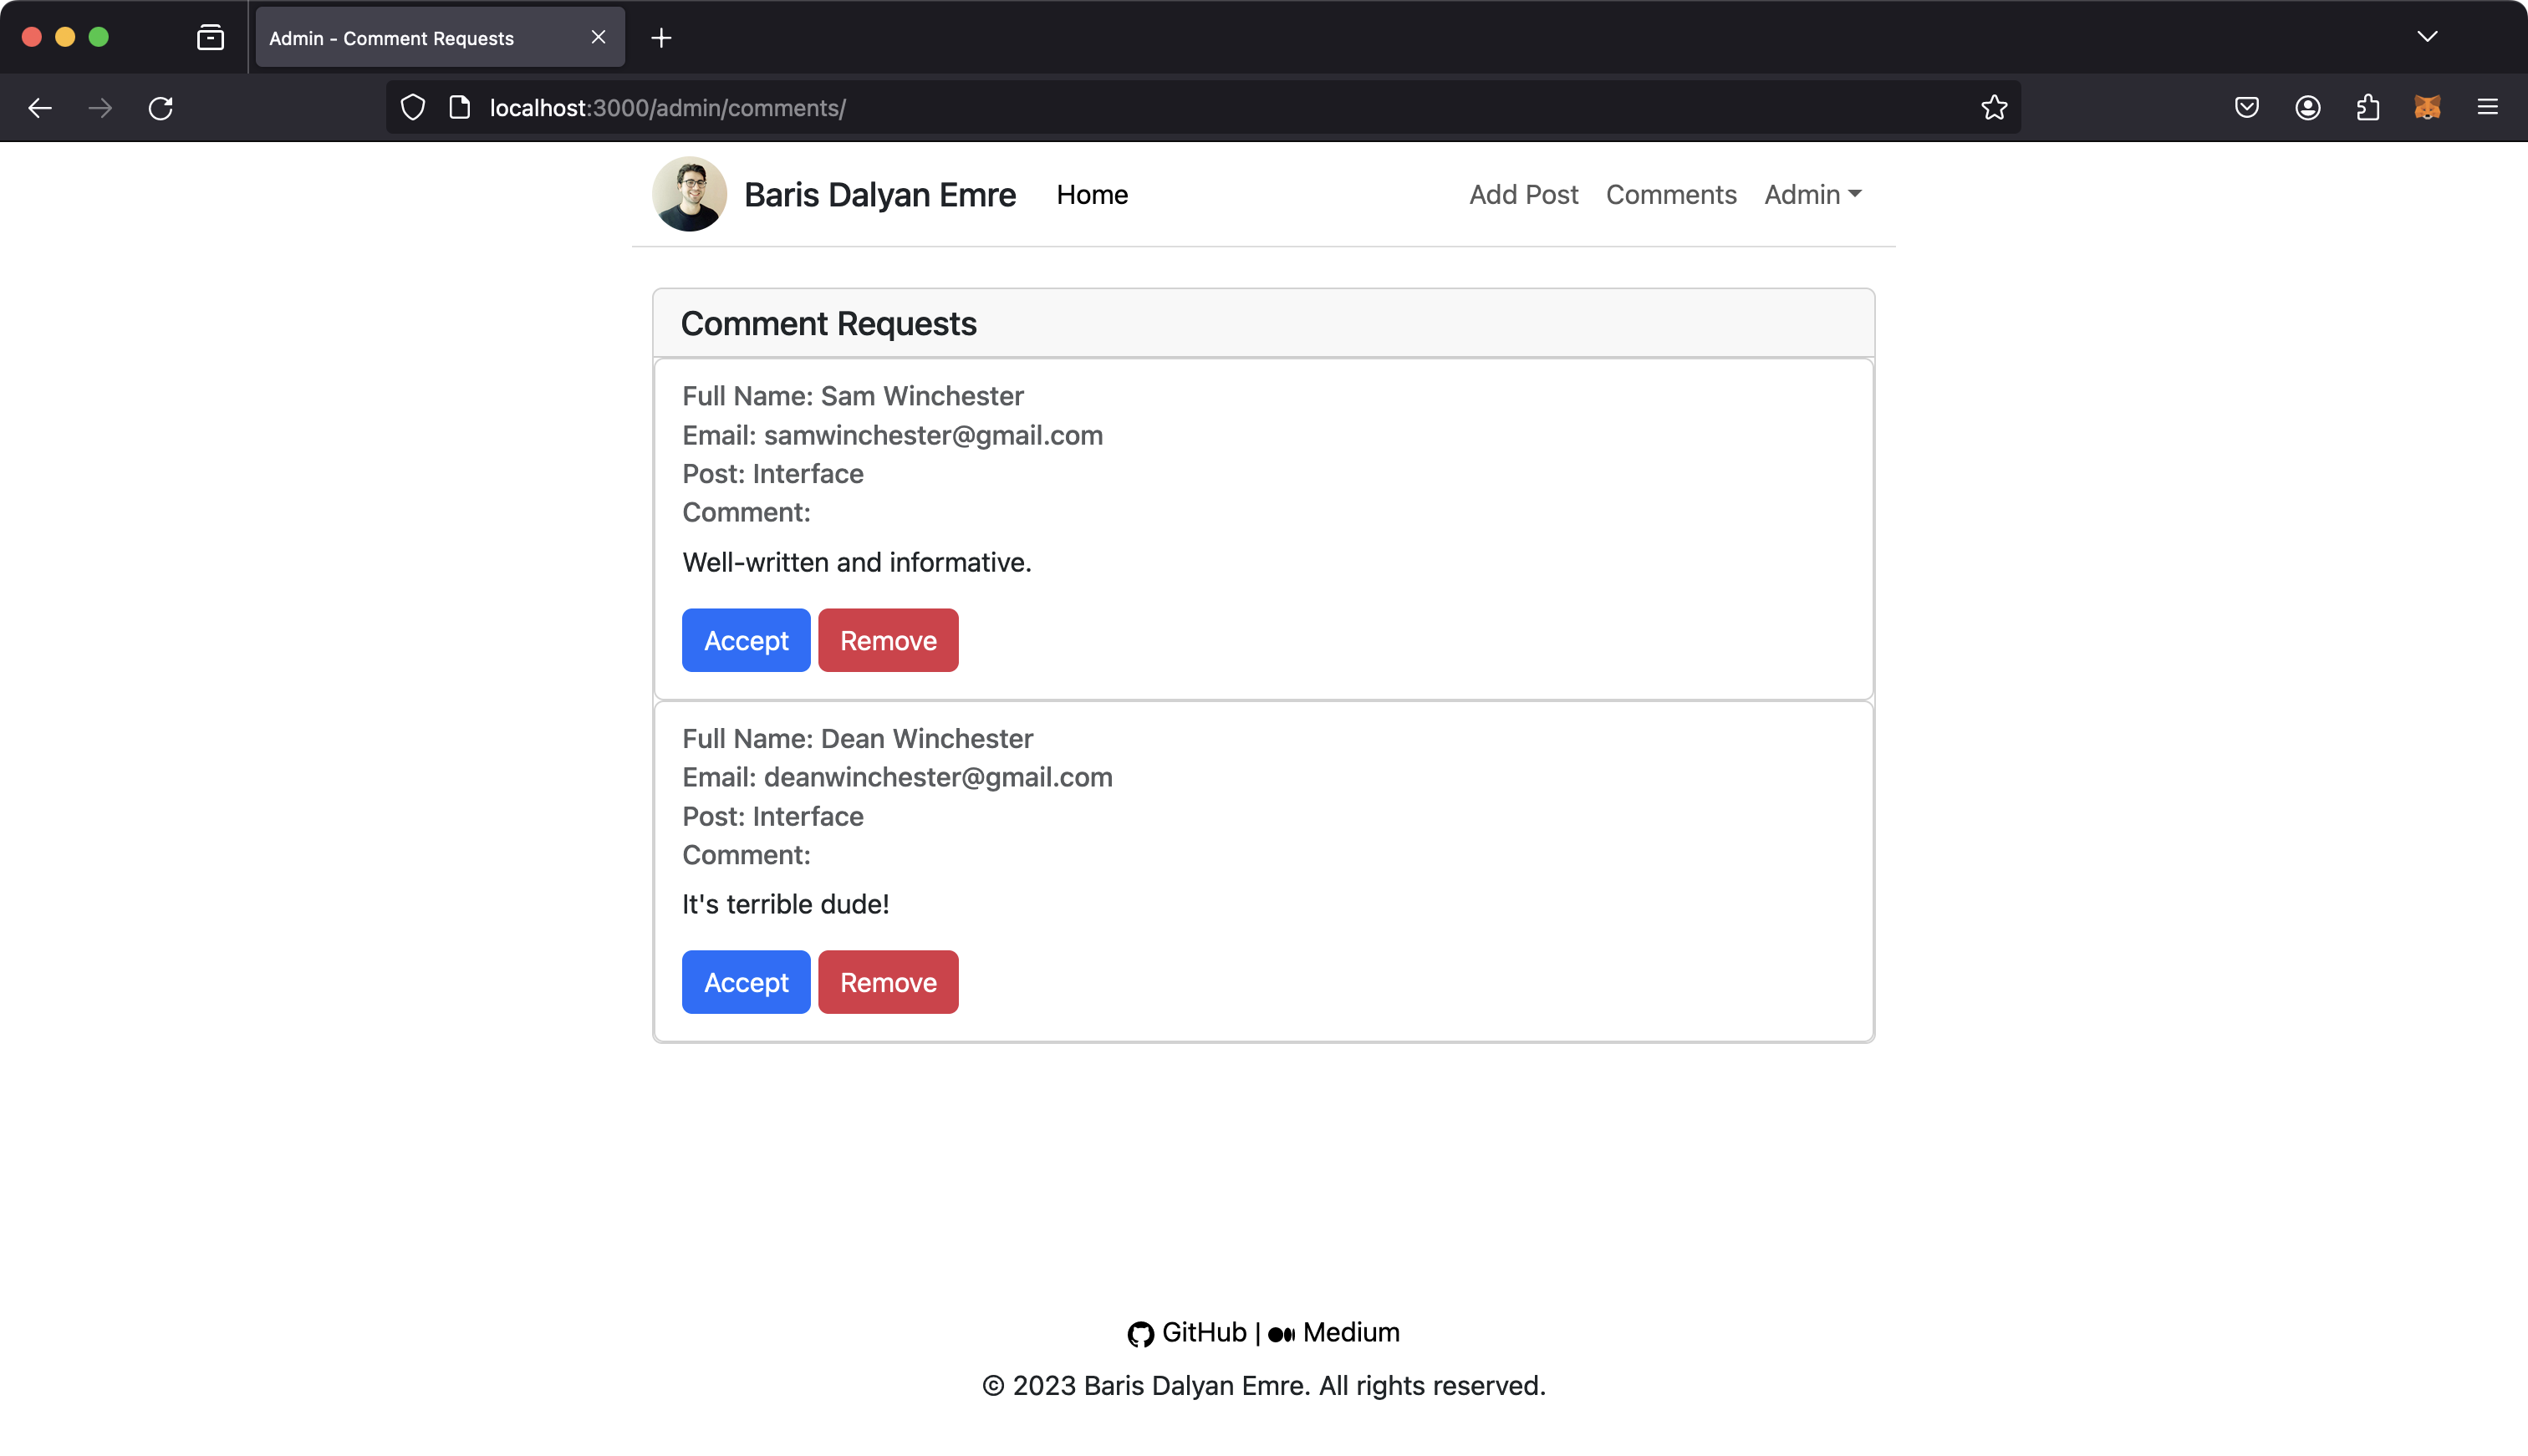 Admin - Comment Requests
localhost:3000/admin/comments/
Baris Dalyan Emre Home Add Post Comments Admin
Comment Requests
Full Name: Sam Winchester
Email: samwinchester@gmail.com
Post: Interface
Comment:
Well-written and informative.
Accept Remove
Full Name: Dean Winchester
Email: deanwinchester@gmail.com
Post: Interface
Comment:
It's terrible dude!
Accept Remove
GitHub | Medium
© 2023 Baris Dalyan Emre. All rights reserved.